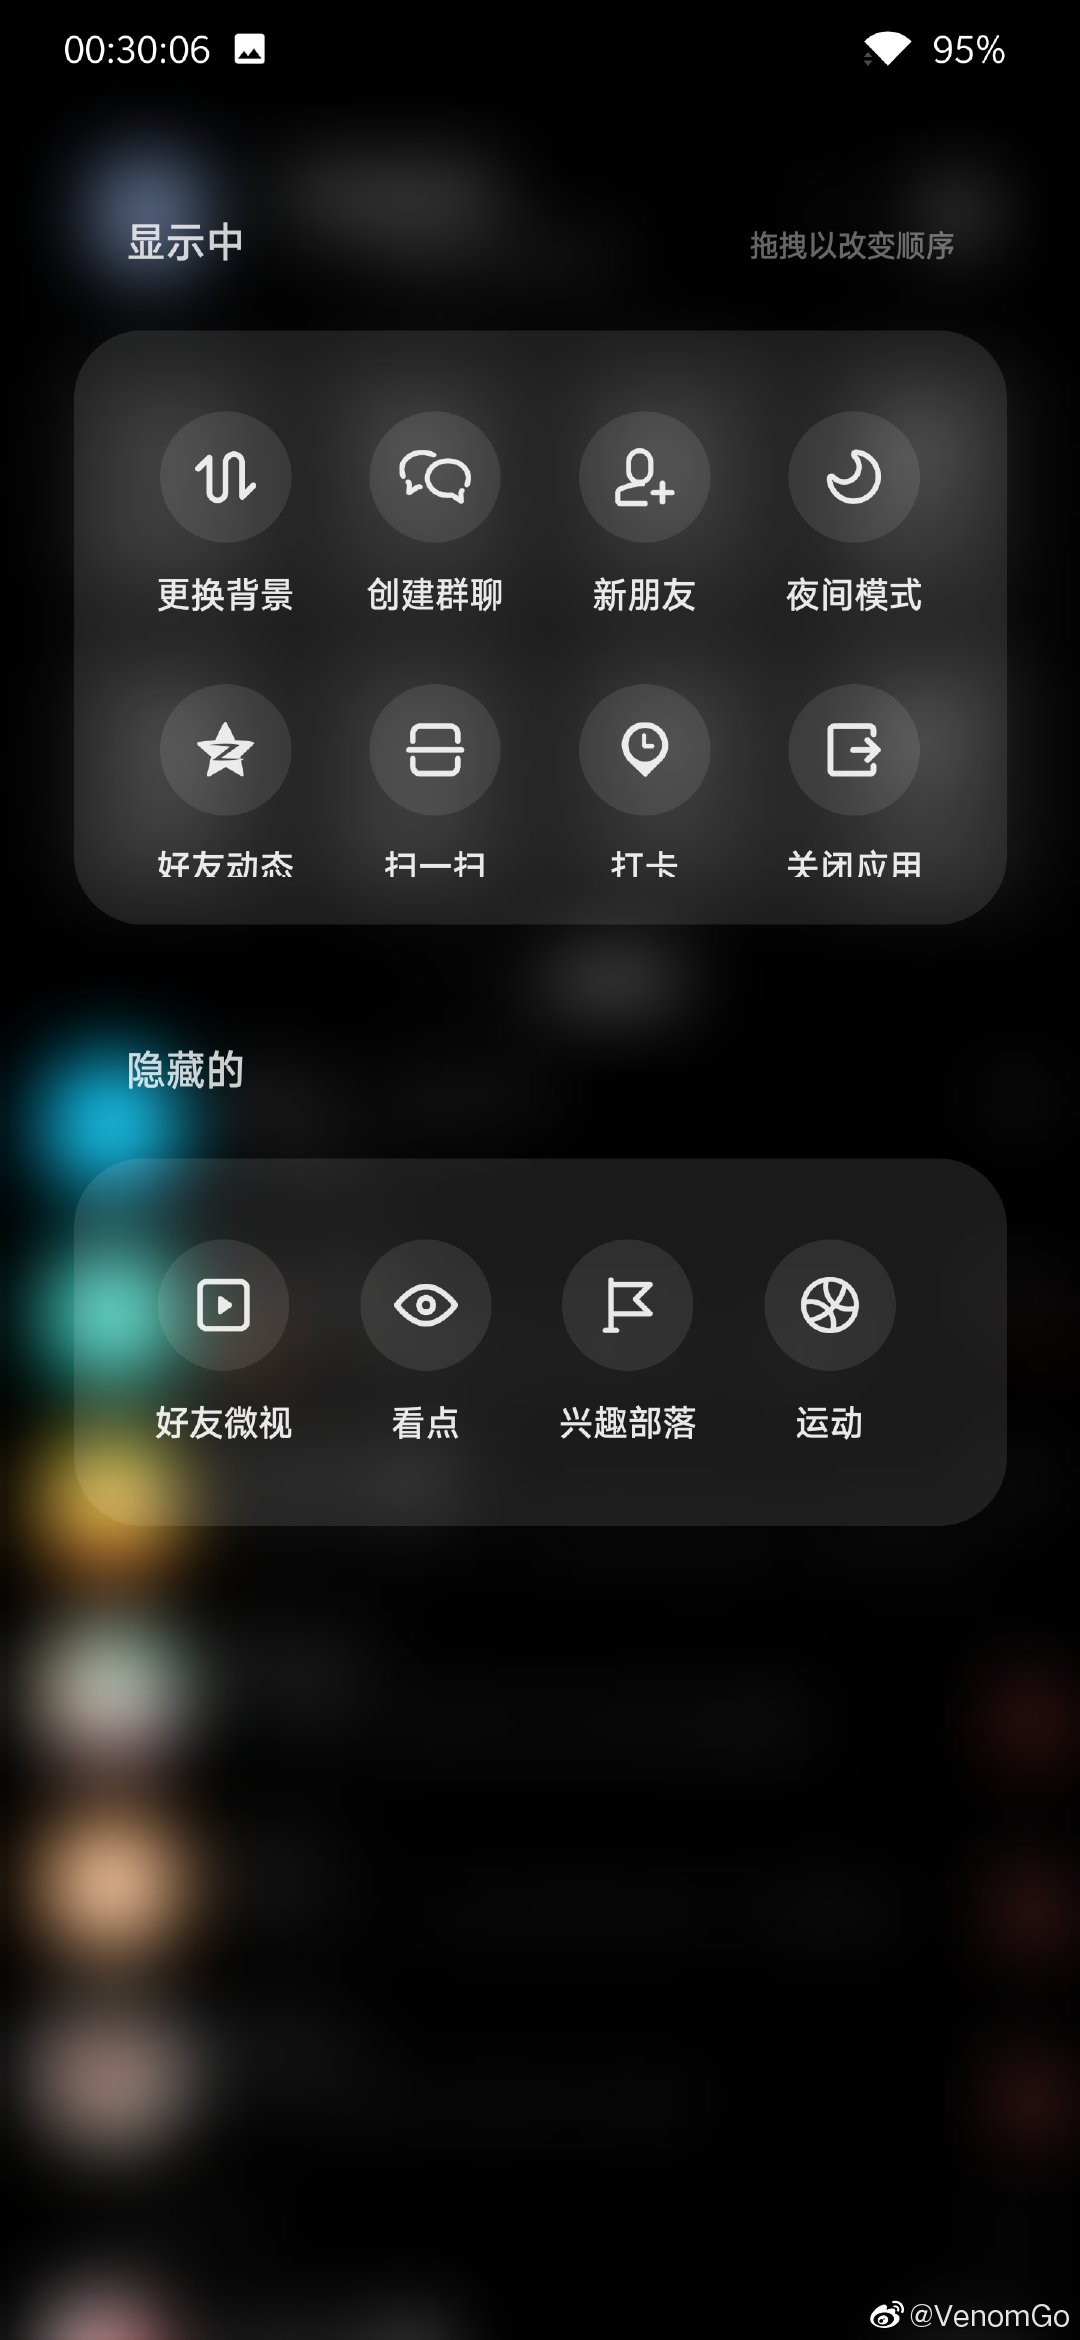 00:30:06 95%
显示中 拖拽以改变顺序
更换背景 创建群聊 新朋友 夜间模式
好友动态 扫一扫 打卡 关闭应用
隐藏的
好友微视 看点 兴趣部落 运动
@VenomGo